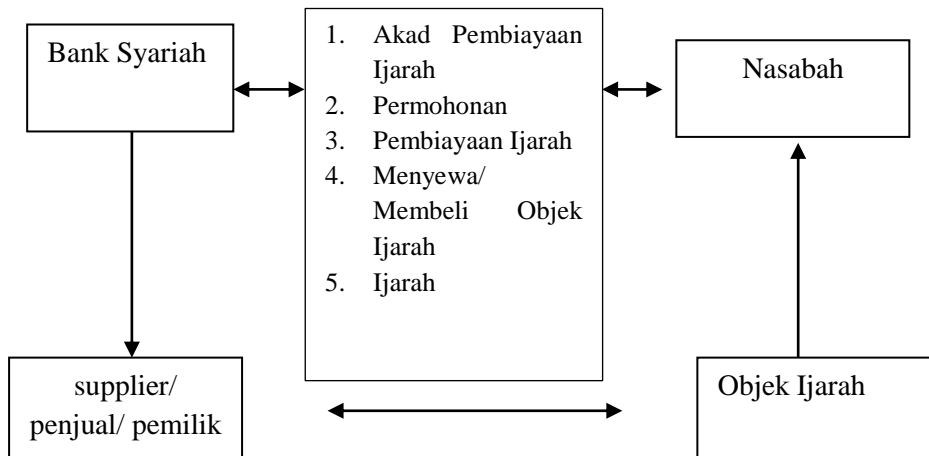 Bank Syariah
1. Akad Pembiayaan
Ijarah
2. Permohonan
3. Pembiayaan Ijarah
4. Menyewa/
Membeli Objek
Ijarah
5. Ijarah
Nasabah
supplier/
penjual/ pemilik
Objek Ijarah